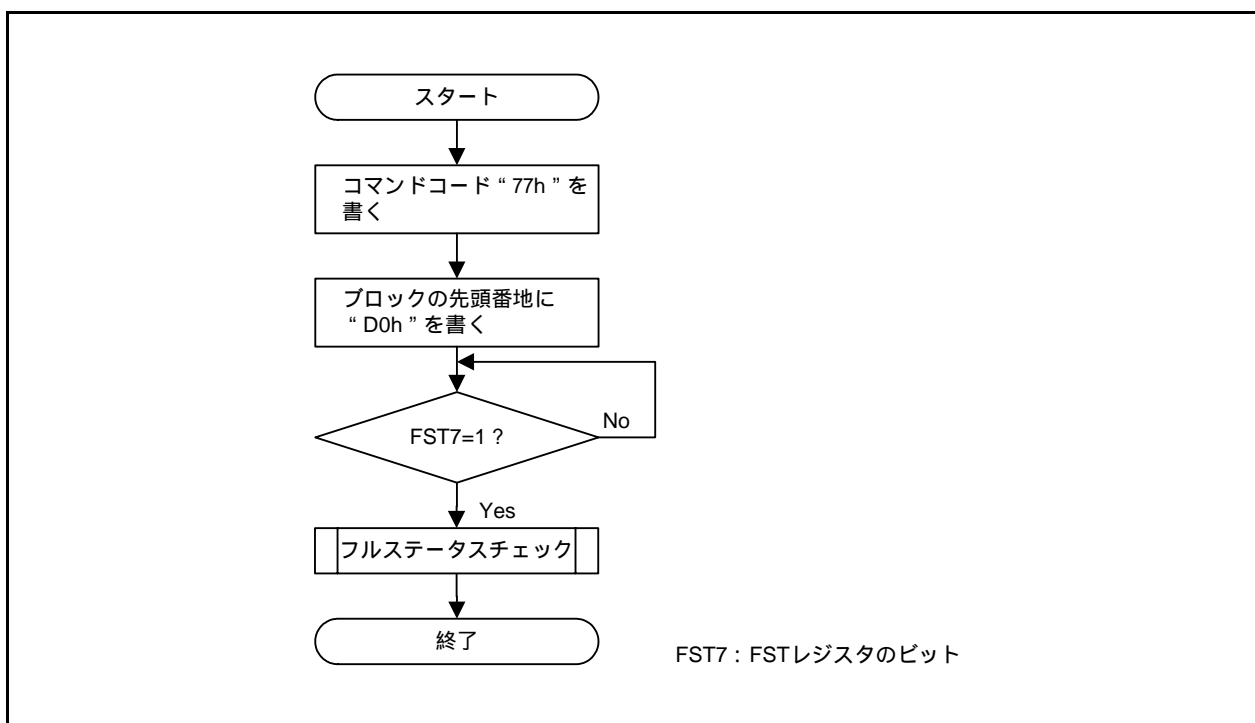 スタート
コマンドコード“77h”を
書く
ブロックの先頭番地に
“D0h”を書く
FST7=1 ?
No
Yes
フルステータスチェック
終了
FST7 : FSTレジスタのビット